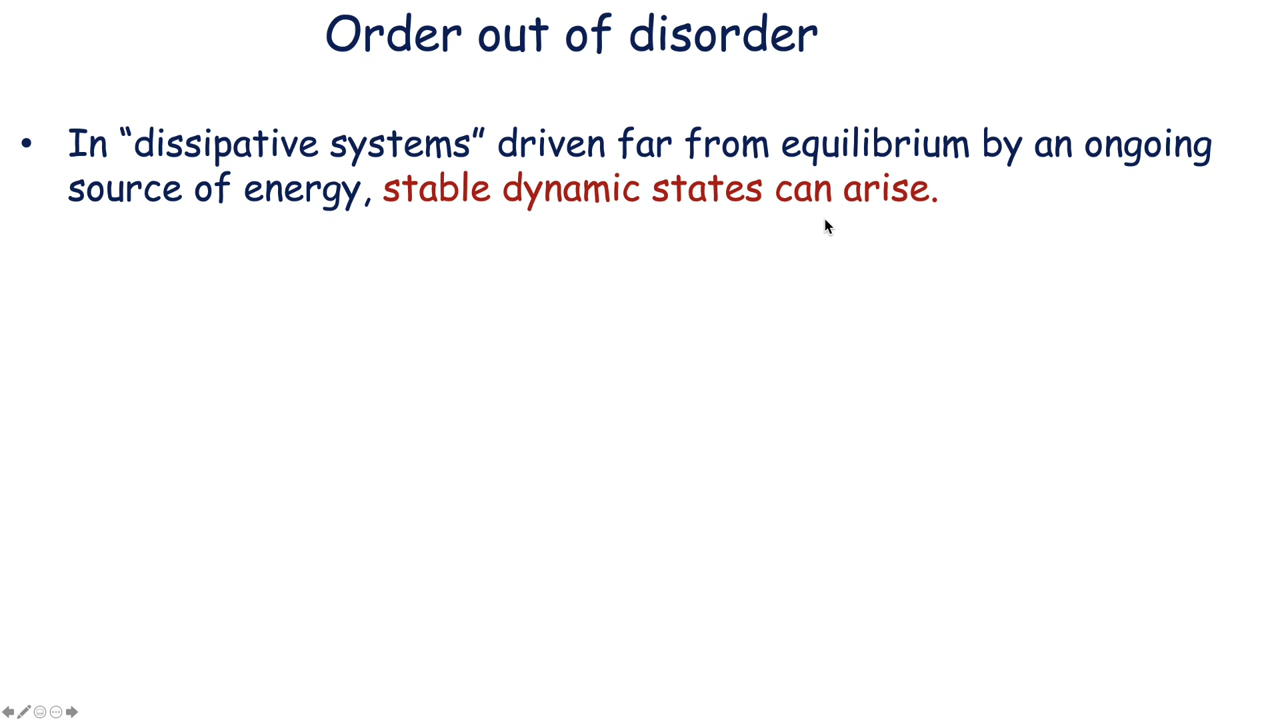 Order out of disorder
• In “dissipative systems” driven far from equilibrium by an ongoing
source of energy, stable dynamic states can arise.